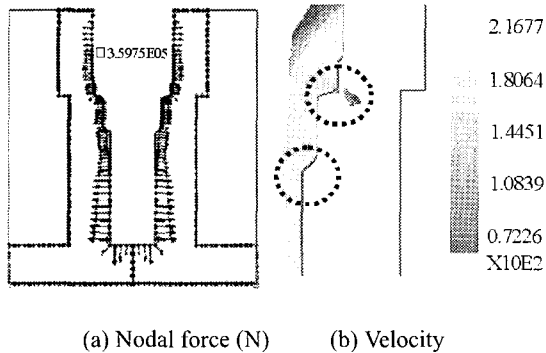 □3.5975E05
2.1677
1.8064
1.4451
1.0839
0.7226
X10E2
(a) Nodal force (N)
(b) Velocity